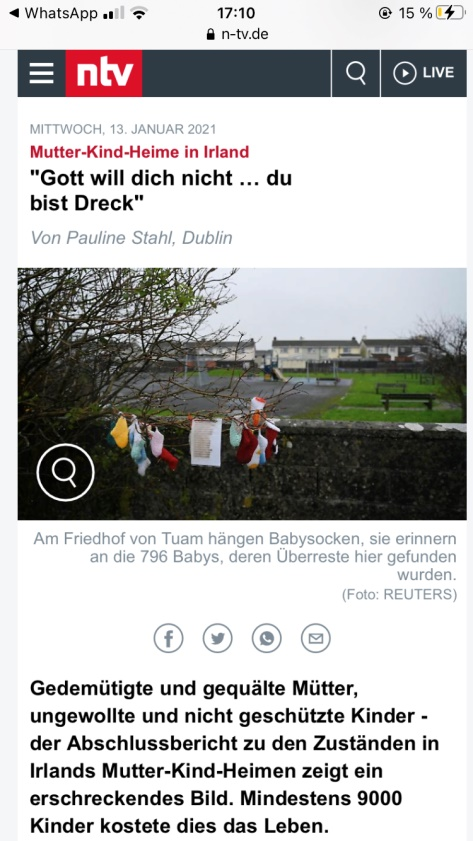 WhatsApp 17:10 15 %
n-tv.de
ntv LIVE
MITTWOCH, 13. JANUAR 2021
Mutter-Kind-Heime in Irland
"Gott will dich nicht … du
bist Dreck"
Von Pauline Stahl, Dublin
Am Friedhof von Tuam hängen Babysocken, sie erinnern
an die 796 Babys, deren Überreste hier gefunden
wurden.
(Foto: REUTERS)
Gedemütigte und gequälte Mütter,
ungewollte und nicht geschützte Kinder -
der Abschlussbericht zu den Zuständen in
Irlands Mutter-Kind-Heimen zeigt ein
erschreckendes Bild. Mindestens 9000
Kinder kostete dies das Leben.